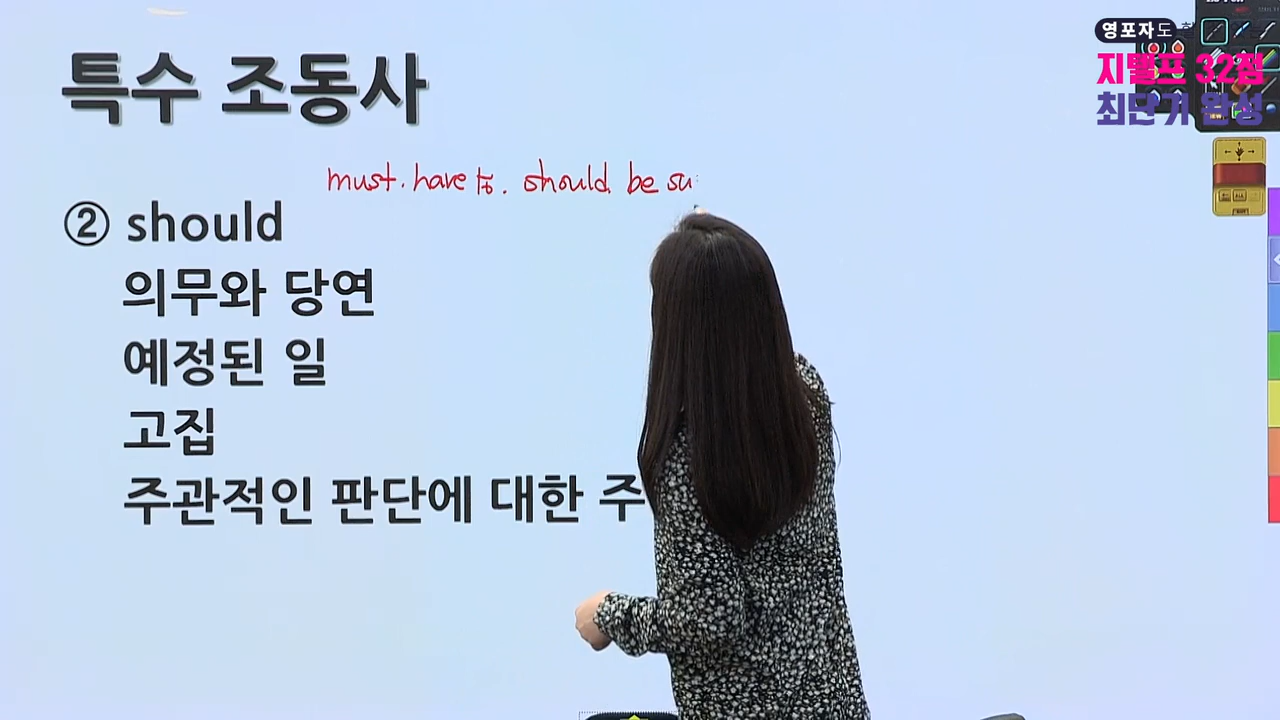 특수 조동사
must. have to. should. be su
② should
의무와 당연
예정된 일
고집
주관적인 판단에 대한 주
영포자도
지텔프 32점
최단기 완성